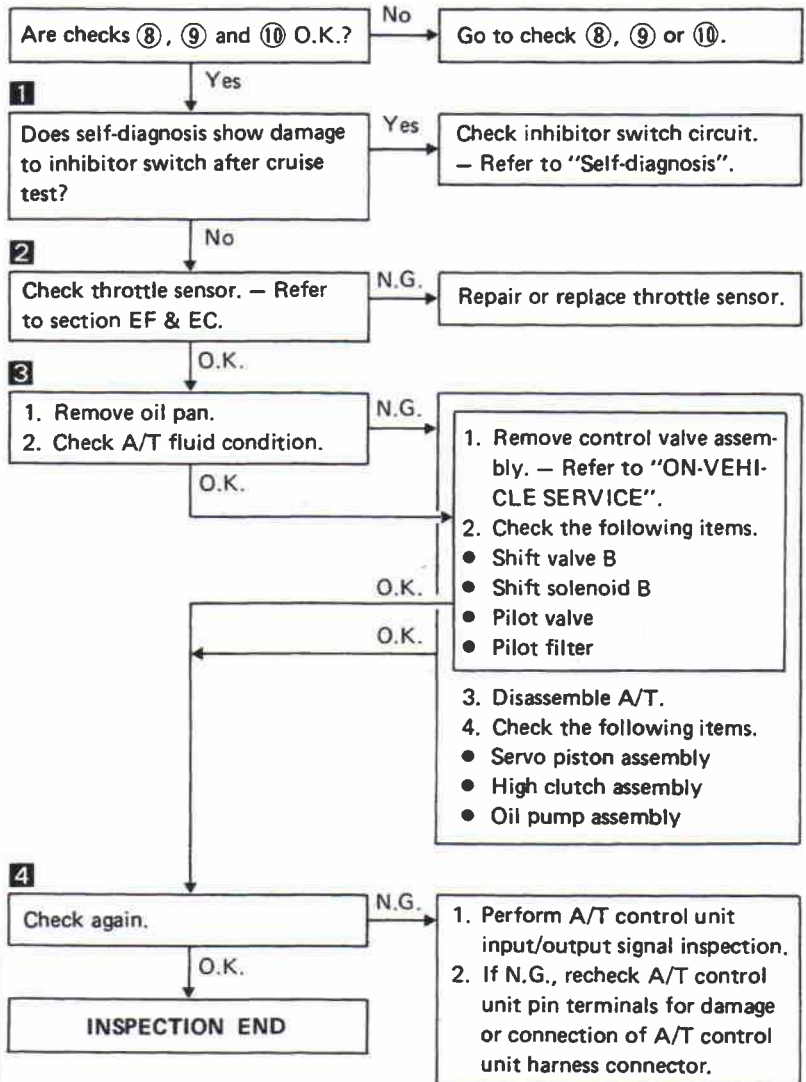 Are checks ⑧, ⑨ and ⑩ O.K.?
No
Go to check ⑧, ⑨ or ⑩.
Yes
1
Does self-diagnosis show damage
to inhibitor switch after cruise
test?
Yes
Check inhibitor switch circuit.
— Refer to "Self-diagnosis".
No
2
Check throttle sensor. — Refer
to section EF & EC.
N.G.
Repair or replace throttle sensor.
O.K.
3
1. Remove oil pan.
2. Check A/T fluid condition.
N.G.
O.K.
1. Remove control valve assem-
bly. — Refer to "ON-VEHI-
CLE SERVICE".
2. Check the following items.
● Shift valve B
● Shift solenoid B
● Pilot valve
● Pilot filter
O.K.
O.K.
3. Disassemble A/T.
4. Check the following items.
● Servo piston assembly
● High clutch assembly
● Oil pump assembly
4
Check again.
N.G.
1. Perform A/T control unit
input/output signal inspection.
2. If N.G., recheck A/T control
unit pin terminals for damage
or connection of A/T control
unit harness connector.
O.K.
INSPECTION END